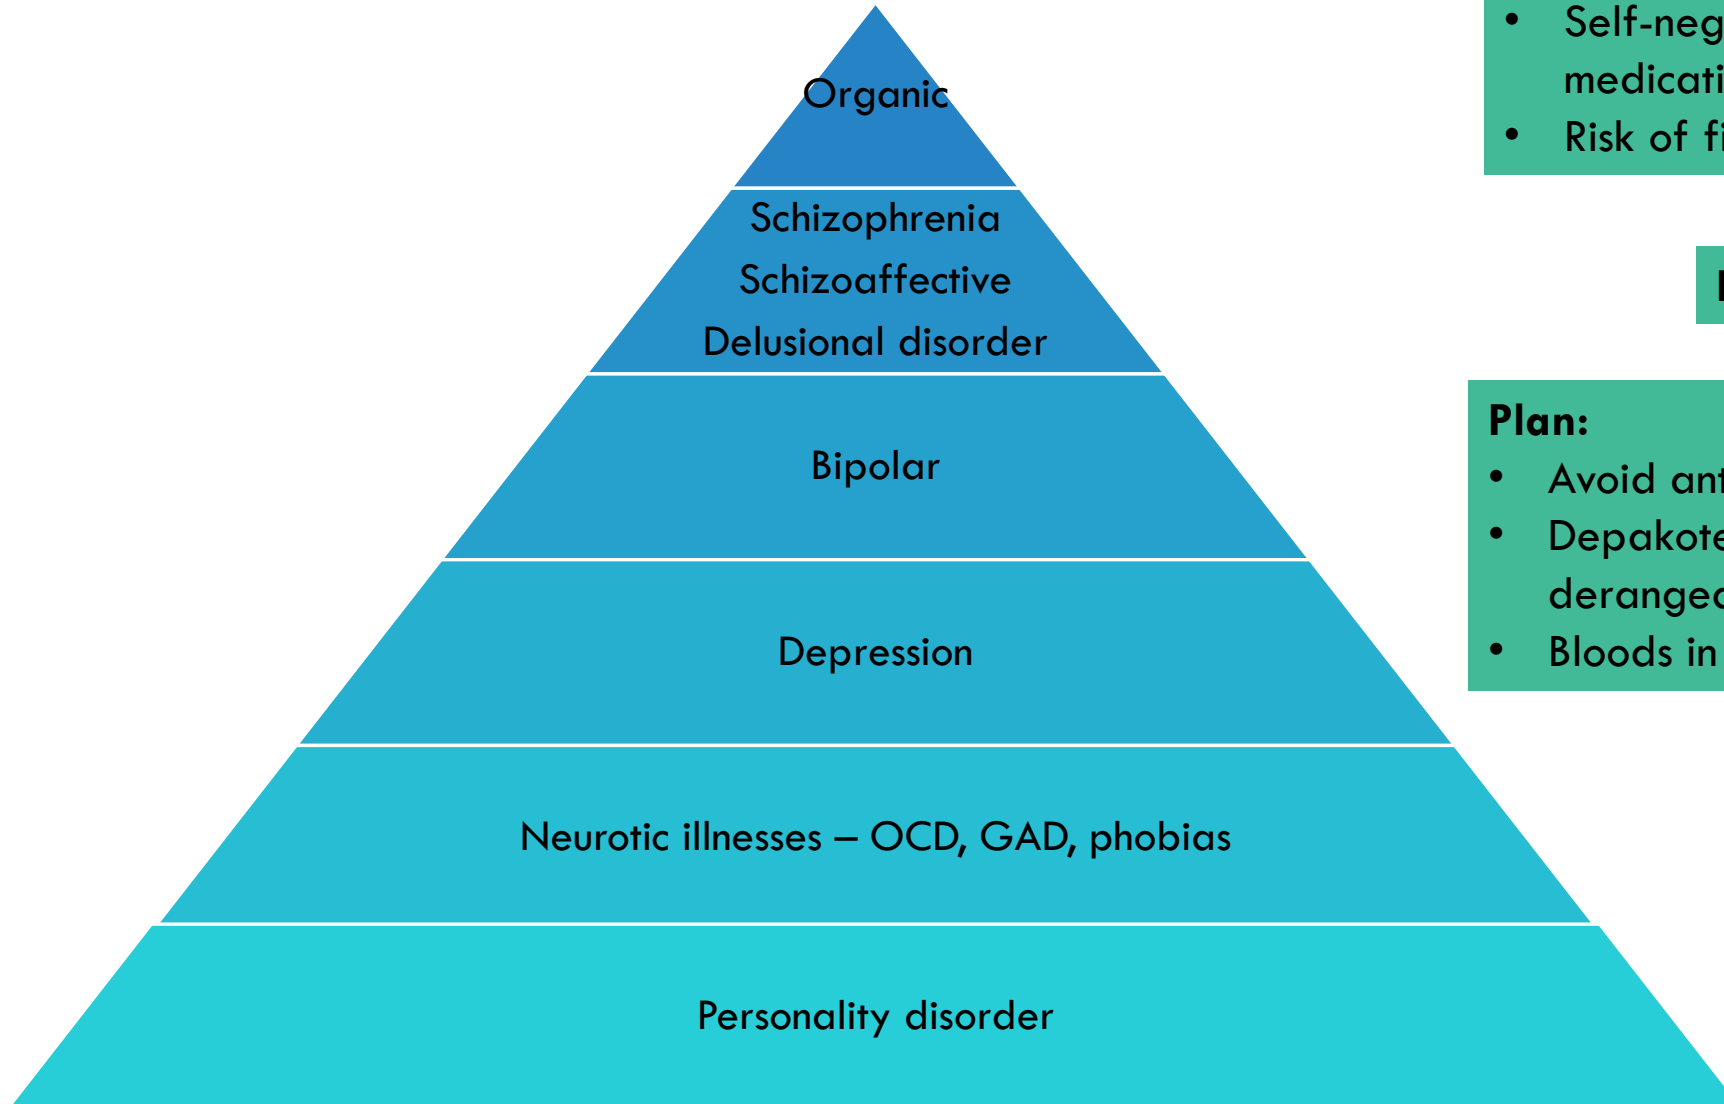 Organic
Schizophrenia
Schizoaffective
Delusional disorder
Bipolar
Depression
Neurotic illnesses – OCD, GAD, phobias
Personality disorder
• Self-neg
medicati
• Risk of fi
Plan:
• Avoid ant
• Depakote
deranged
• Bloods in